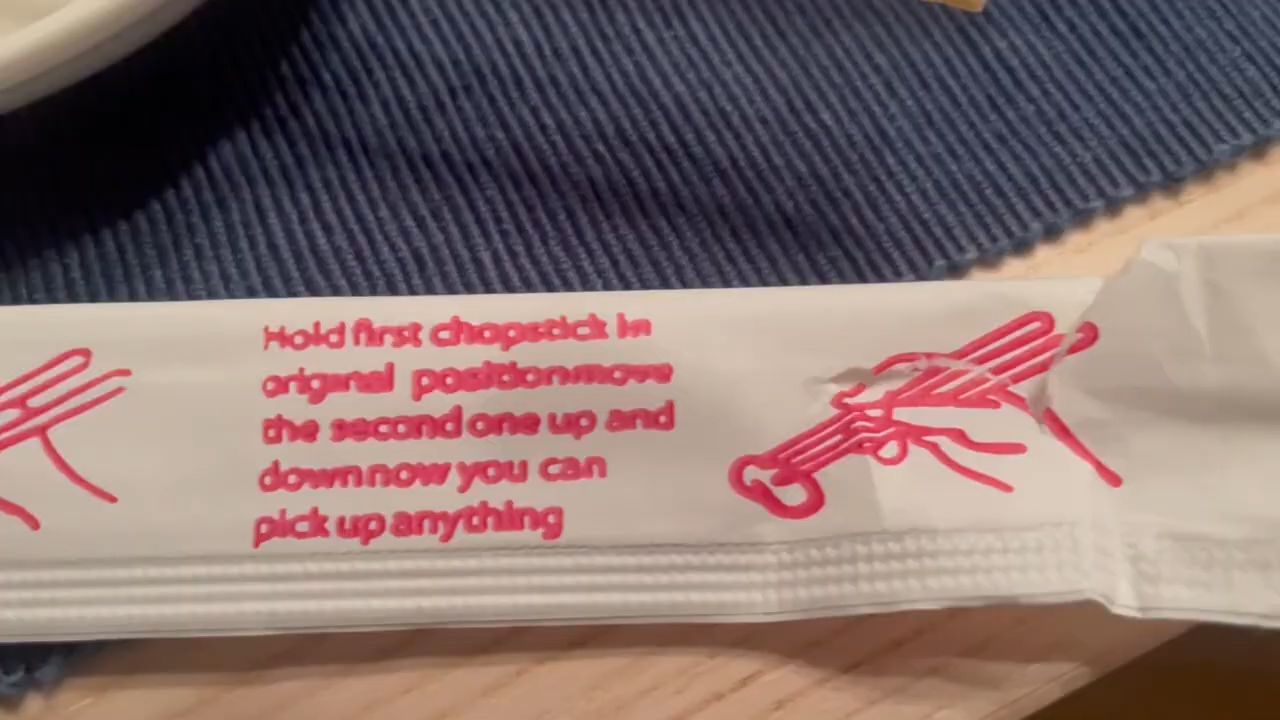 Hold first chopstick in
original position move
the second one up and
down now you can
pick up anything